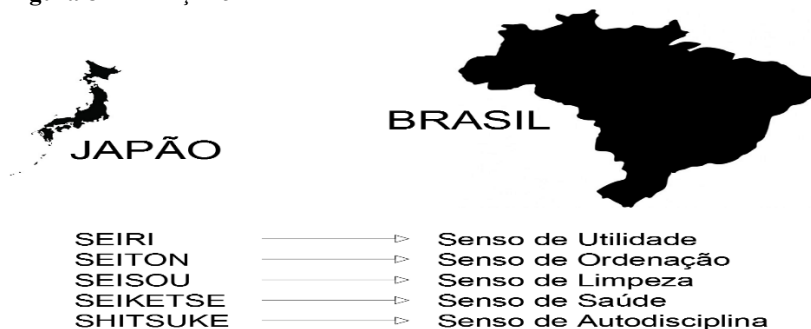 JAPÃO
BRASIL
SEIRI Senso de Utilidade
SEITON Senso de Ordenação
SEISOU Senso de Limpeza
SEIKETSE Senso de Saúde
SHITSUKE Senso de Autodisciplina